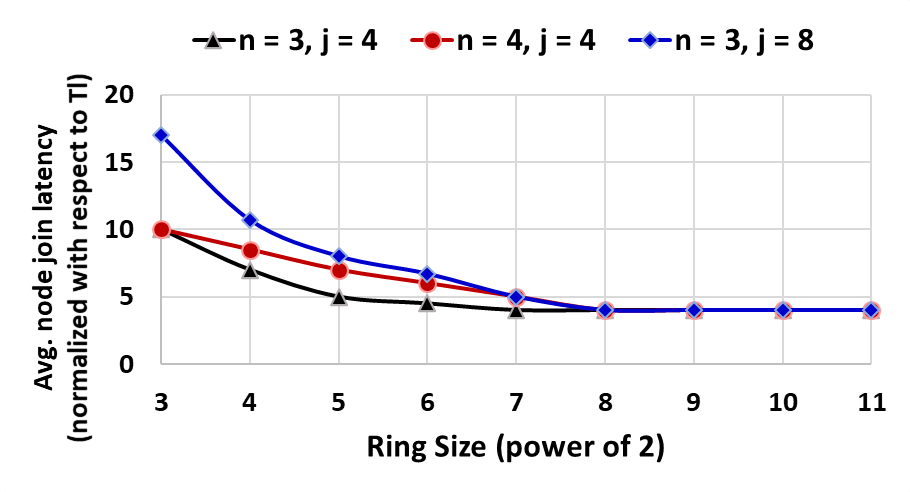 n = 3, j = 4 n = 4, j = 4 n = 3, j = 8
Avg. node join latency
(normalized with respect to Tl)
20
15
10
5
0
3 4 5 6 7 8 9 10 11
Ring Size (power of 2)